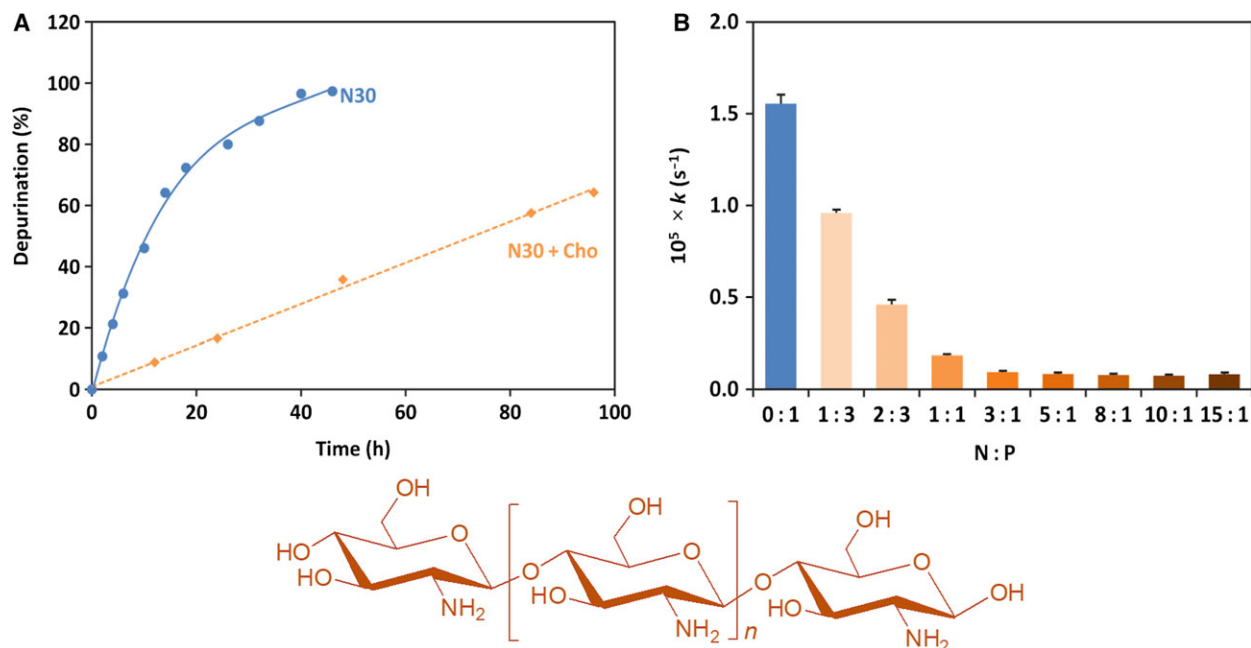 A
120
100
80
60
40
20
0
Depurination (%)
N30
N30 + Cho
0 20 40 60 80 100
Time (h)
B
2.0
1.5
1.0
0.5
0.0
10⁵ × k (s⁻¹)
0 : 1 1 : 3 2 : 3 1 : 1 3 : 1 5 : 1 8 : 1 10 : 1 15 : 1
N : P
OH
OH
OH
O
O
O
HO
HO
O
HO
O
HO
OH
NH₂
NH₂
n
NH₂